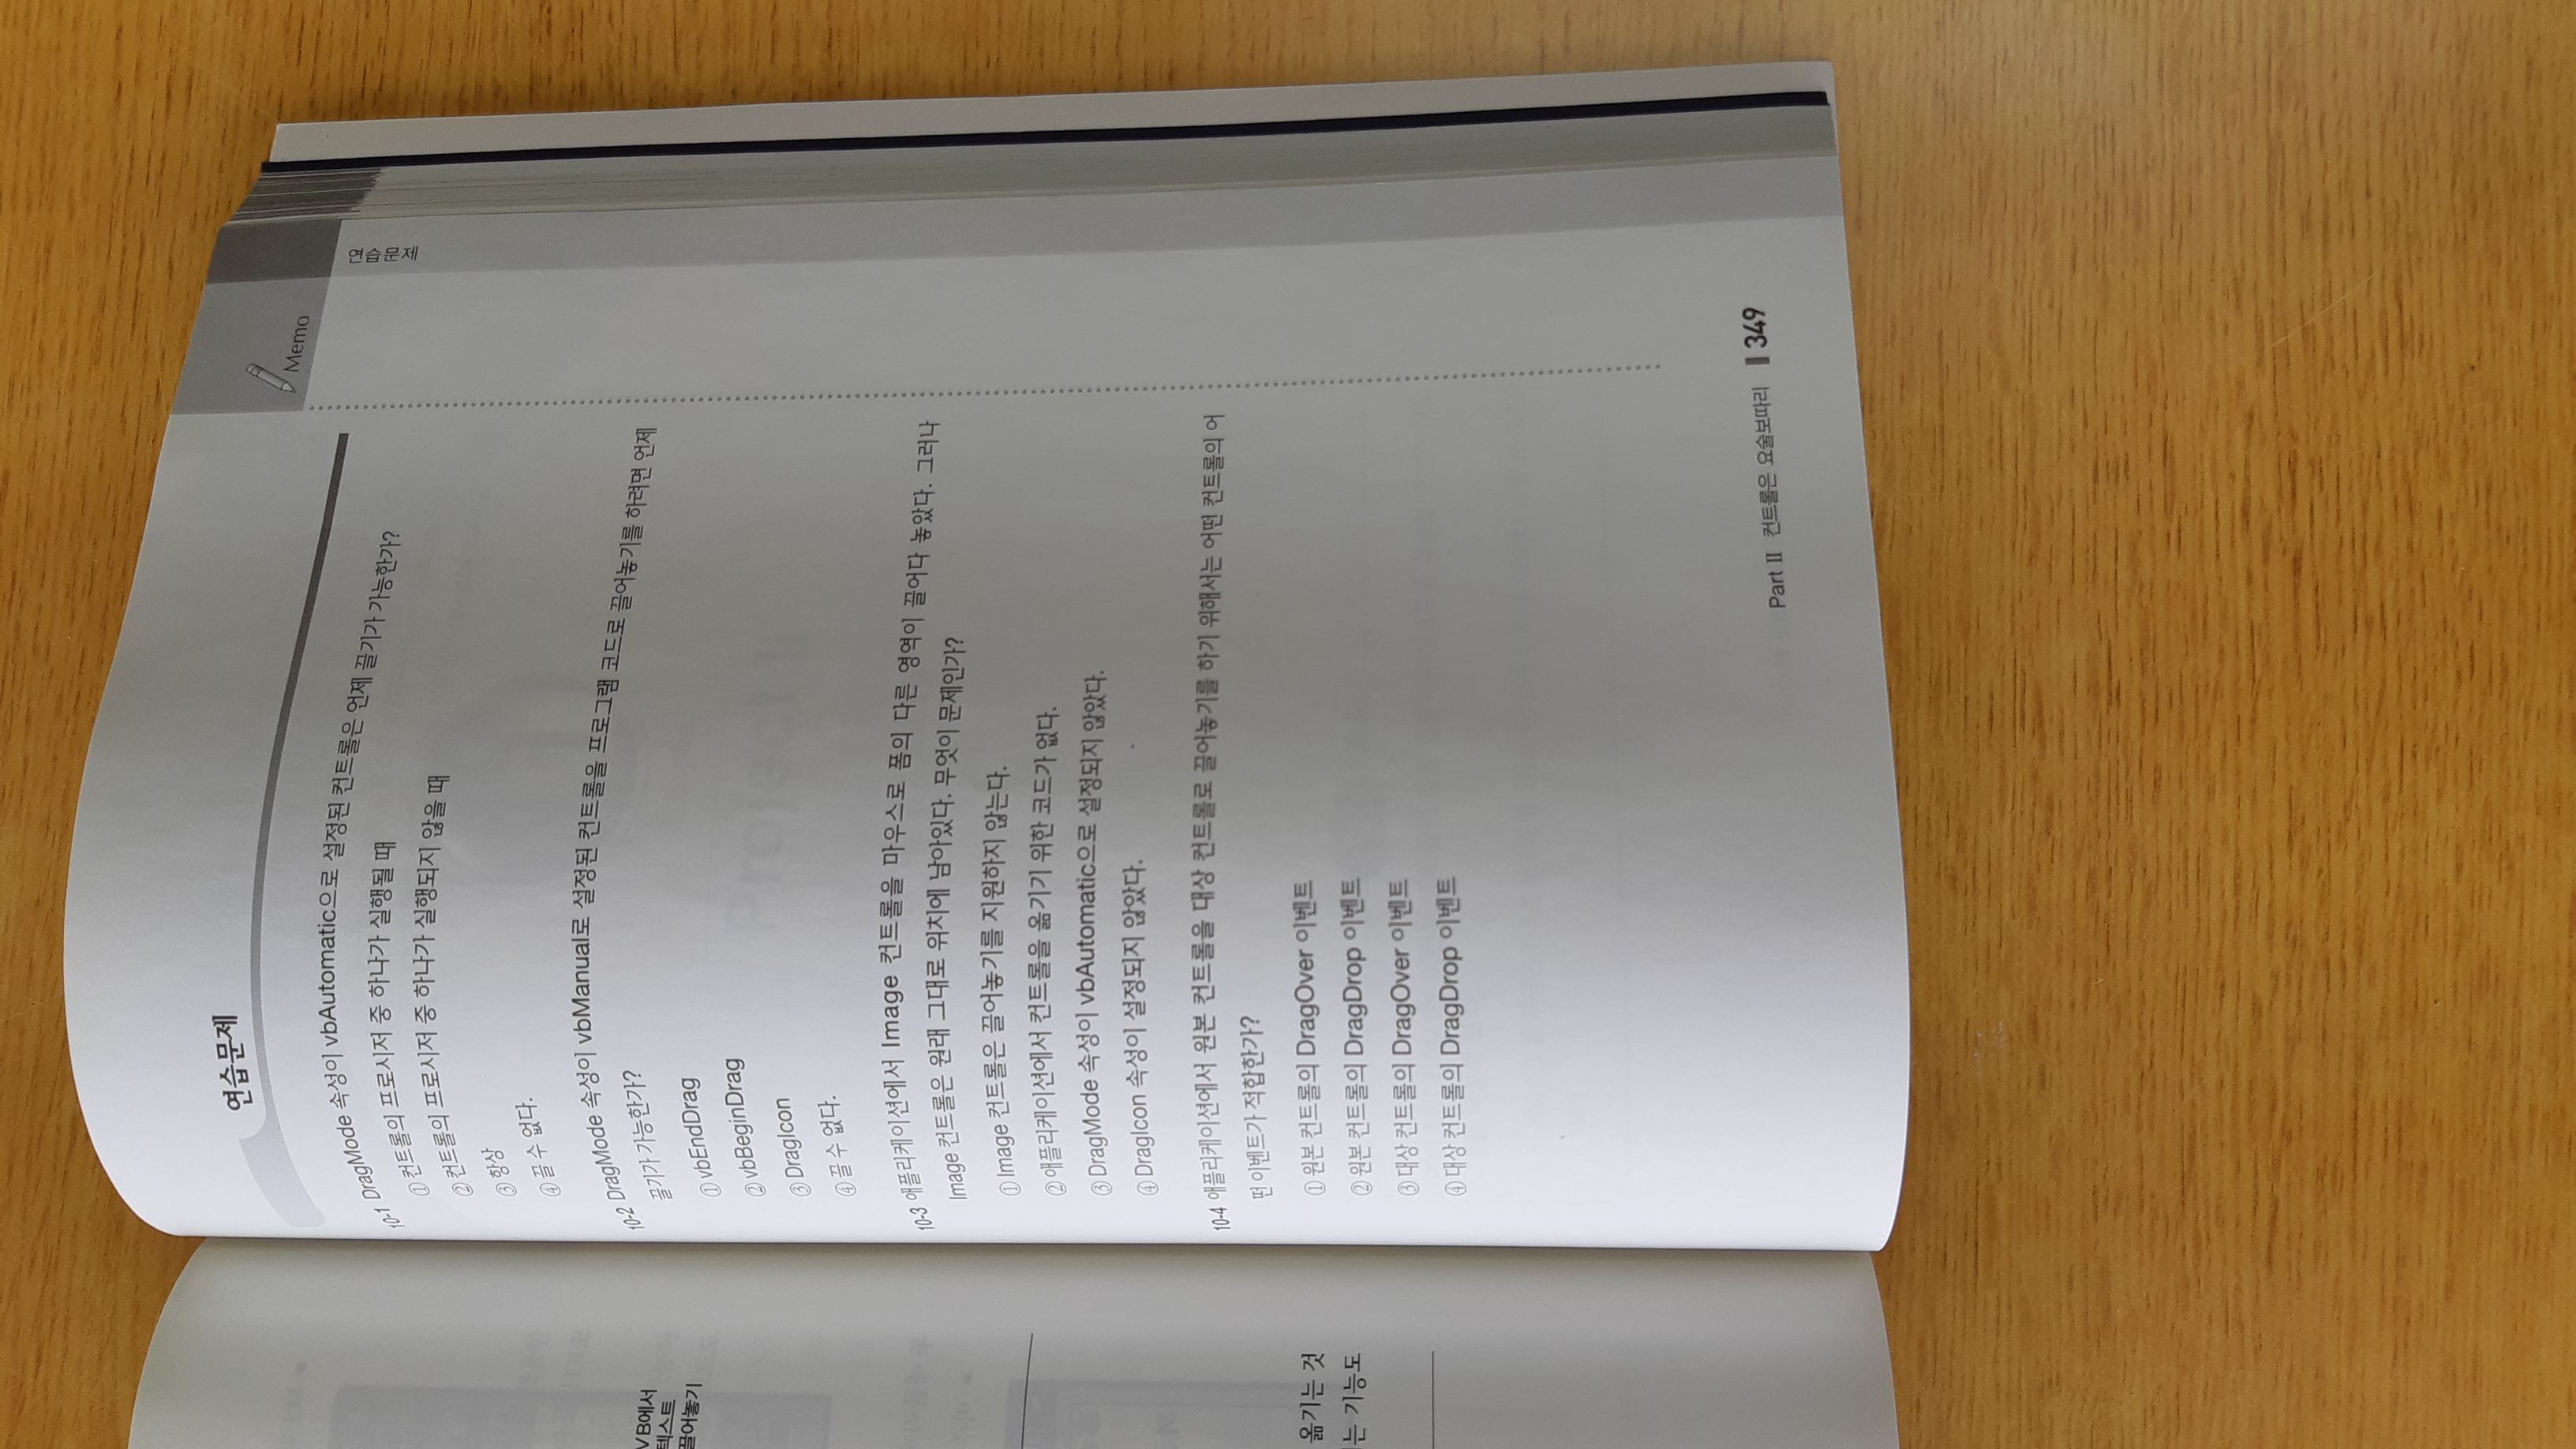 VB에서
텍스트
끌어놓기
옮기는 것
는 기능도
연습문제
Memo
연습문제
10-1 DragMode 속성이 vbAutomatic으로 설정된 컨트롤은 언제 끌기가 가능한가?
① 컨트롤의 프로시저 중 하나가 실행될 때
② 컨트롤의 프로시저 중 하나가 실행되지 않을 때
③ 항상
④ 끌 수 없다.
10-2 DragMode 속성이 vbManual로 설정된 컨트롤을 프로그램 코드로 끌어놓기를 하려면 언제
끌기가 가능한가?
① vbEndDrag
② vbBeginDrag
③ DragIcon
④ 끌 수 없다.
10-3 애플리케이션에서 Image 컨트롤을 마우스로 폼의 다른 영역이 끌어다 놓았다. 그러나
Image 컨트롤은 원래 그대로 위치에 남아있다. 무엇이 문제인가?
① Image 컨트롤은 끌어놓기를 지원하지 않는다.
② 애플리케이션에서 컨트롤을 옮기기 위한 코드가 없다.
③ DragMode 속성이 vbAutomatic으로 설정되지 않았다.
④ DragIcon 속성이 설정되지 않았다.
10-4 애플리케이션에서 원본 컨트롤을 대상 컨트롤로 끌어놓기를 하기 위해서는 어떤 컨트롤의 어
떤 이벤트가 적합한가?
① 원본 컨트롤의 DragOver 이벤트
② 원본 컨트롤의 DragDrop 이벤트
③ 대상 컨트롤의 DragOver 이벤트
④ 대상 컨트롤의 DragDrop 이벤트
Part Ⅱ 컨트롤은 요술보따리 349